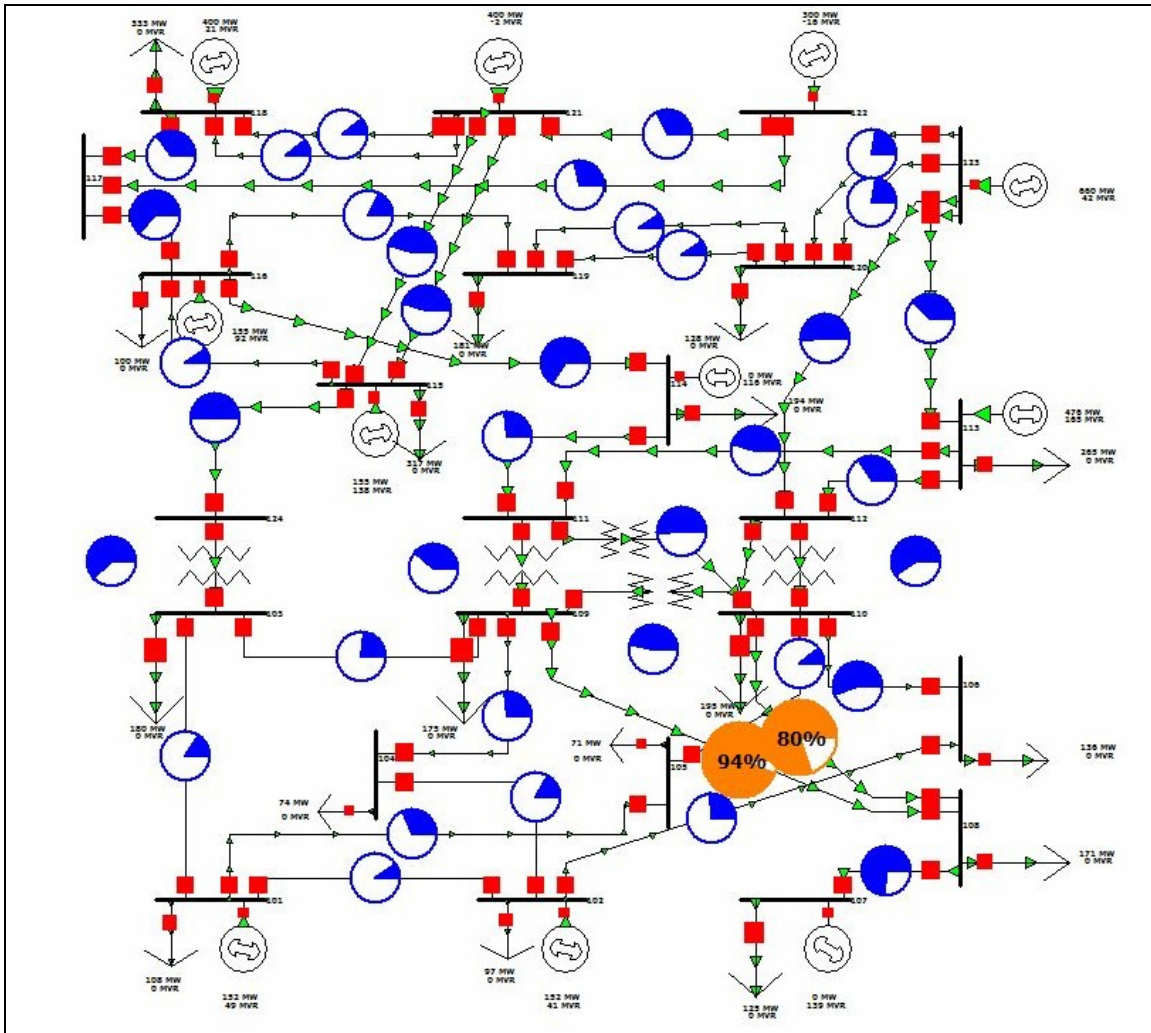 333 MW
0 MVR
400 MW
21 MVR
400 MW
-2 MVR
300 MW
-16 MVR
118
121
122
123
117
660 MW
42 MVR
116
119
120
155 MW
92 MVR
100 MW
0 MVR
181 MW
0 MVR
128 MW
0 MVR
115
114
0 MW
116 MVR
194 MW
0 MVR
113
476 MW
165 MVR
265 MW
0 MVR
317 MW
0 MVR
155 MW
138 MVR
124
111
112
103
109
110
180 MW
0 MVR
175 MW
0 MVR
195 MW
0 MVR
106
104
71 MW
0 MVR
105
94%
80%
136 MW
0 MVR
74 MW
0 MVR
108
171 MW
0 MVR
101
102
107
108 MW
0 MVR
152 MW
49 MVR
97 MW
0 MVR
152 MW
41 MVR
125 MW
0 MVR
0 MW
139 MVR